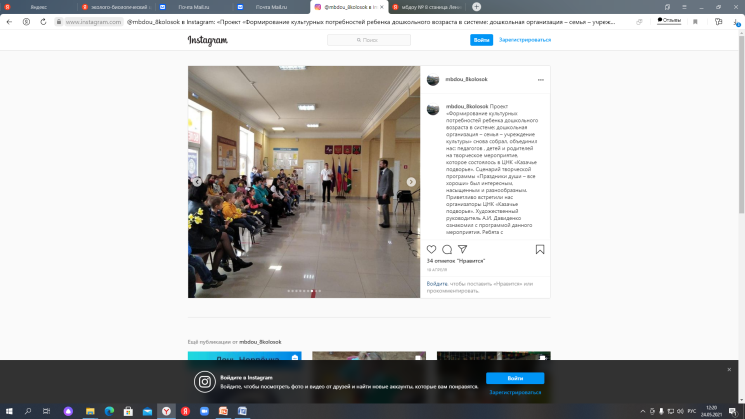 Яндекс
эколого-биологический
Почта Mail.ru
Почта Mail.ru
@mbdou_8kolosok в In
мбдоу № 6 станица Лени
www.instagram.com
@mbdou_8kolosok в Instagram: «Проект «Формирование культурных потребностей ребенка дошкольного возраста в системе: дошкольная организация – семья – учреж...
Отзывы
Instagram
Поиск
Войти
Зарегистрироваться
mbdou_8kolosok
mbdou_8kolosok Проект
«Формирование культурных
потребностей ребенка дошкольного
возраста в системе: дошкольная
организация – семья – учреждение
культуры» снова собрал, объединил
нас: педагогов , детей и родителей
на творческое мероприятие,
которое состоялось в ЦНК «Казачье
подворье». Сценарий творческой
программы «Праздники души – все
хороши» был интересным,
насыщенным и разнообразным.
Приветливо встретили нас
организаторы ЦНК «Казачье
подворье». Художественный
руководитель А.И. Давиденко
ознакомил с программой данного
мероприятия. Ребята с
34 отметок "Нравится"
Войдите, чтобы поставить «Нравится» или
прокомментировать.
Ещё публикации от mbdou_8kolosok
Войдите в Instagram
Войдите, чтобы посмотреть фото и видео от друзей и найти новые аккаунты, которые вам понравятся.
Войти
Зарегистрироваться
РУС
12:20
24.05.2021